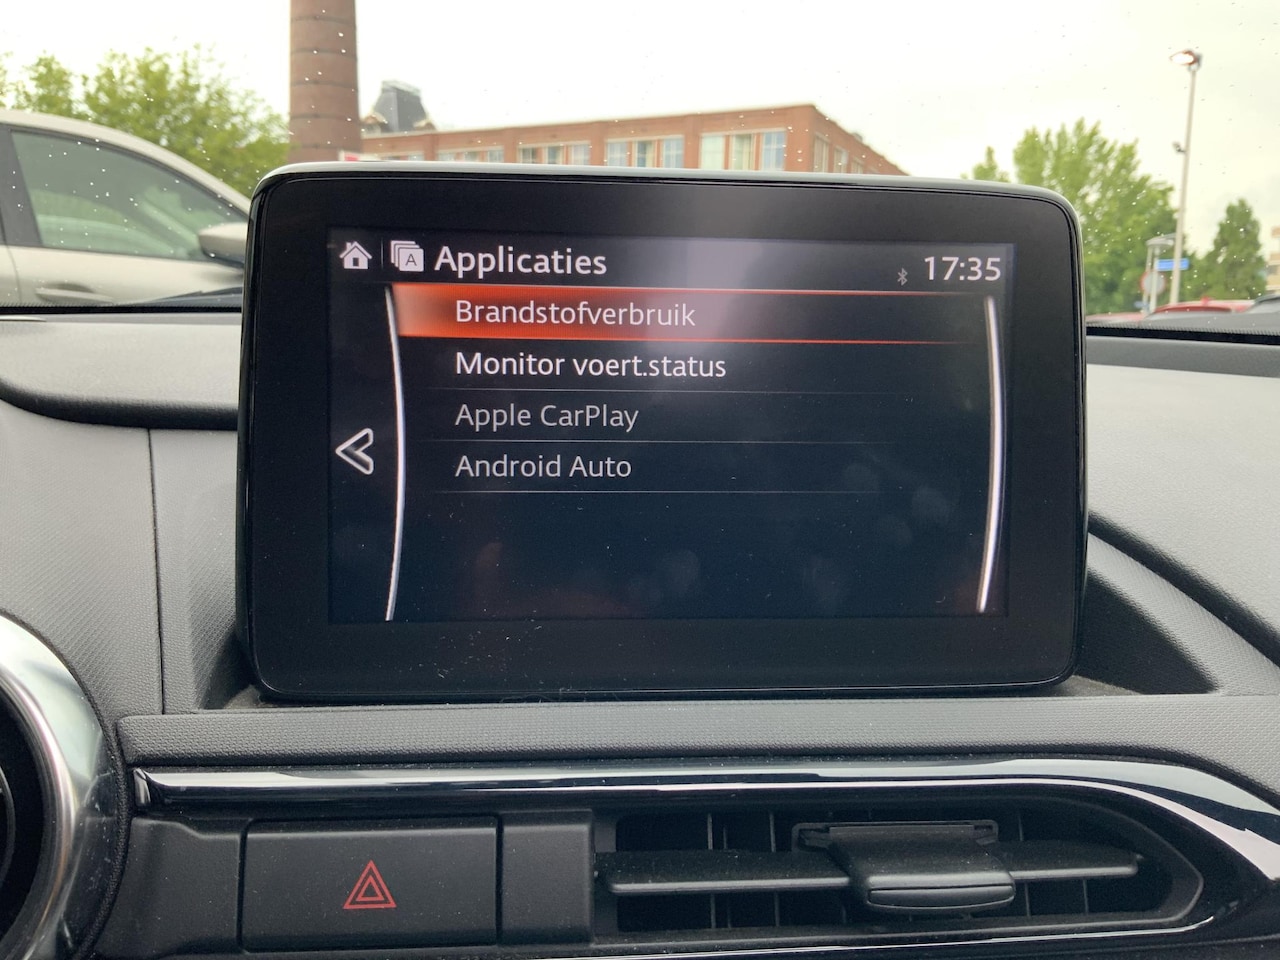 A Applicaties 17:35
Brandstofverbruik
Monitor voert.status
Apple CarPlay
Android Auto